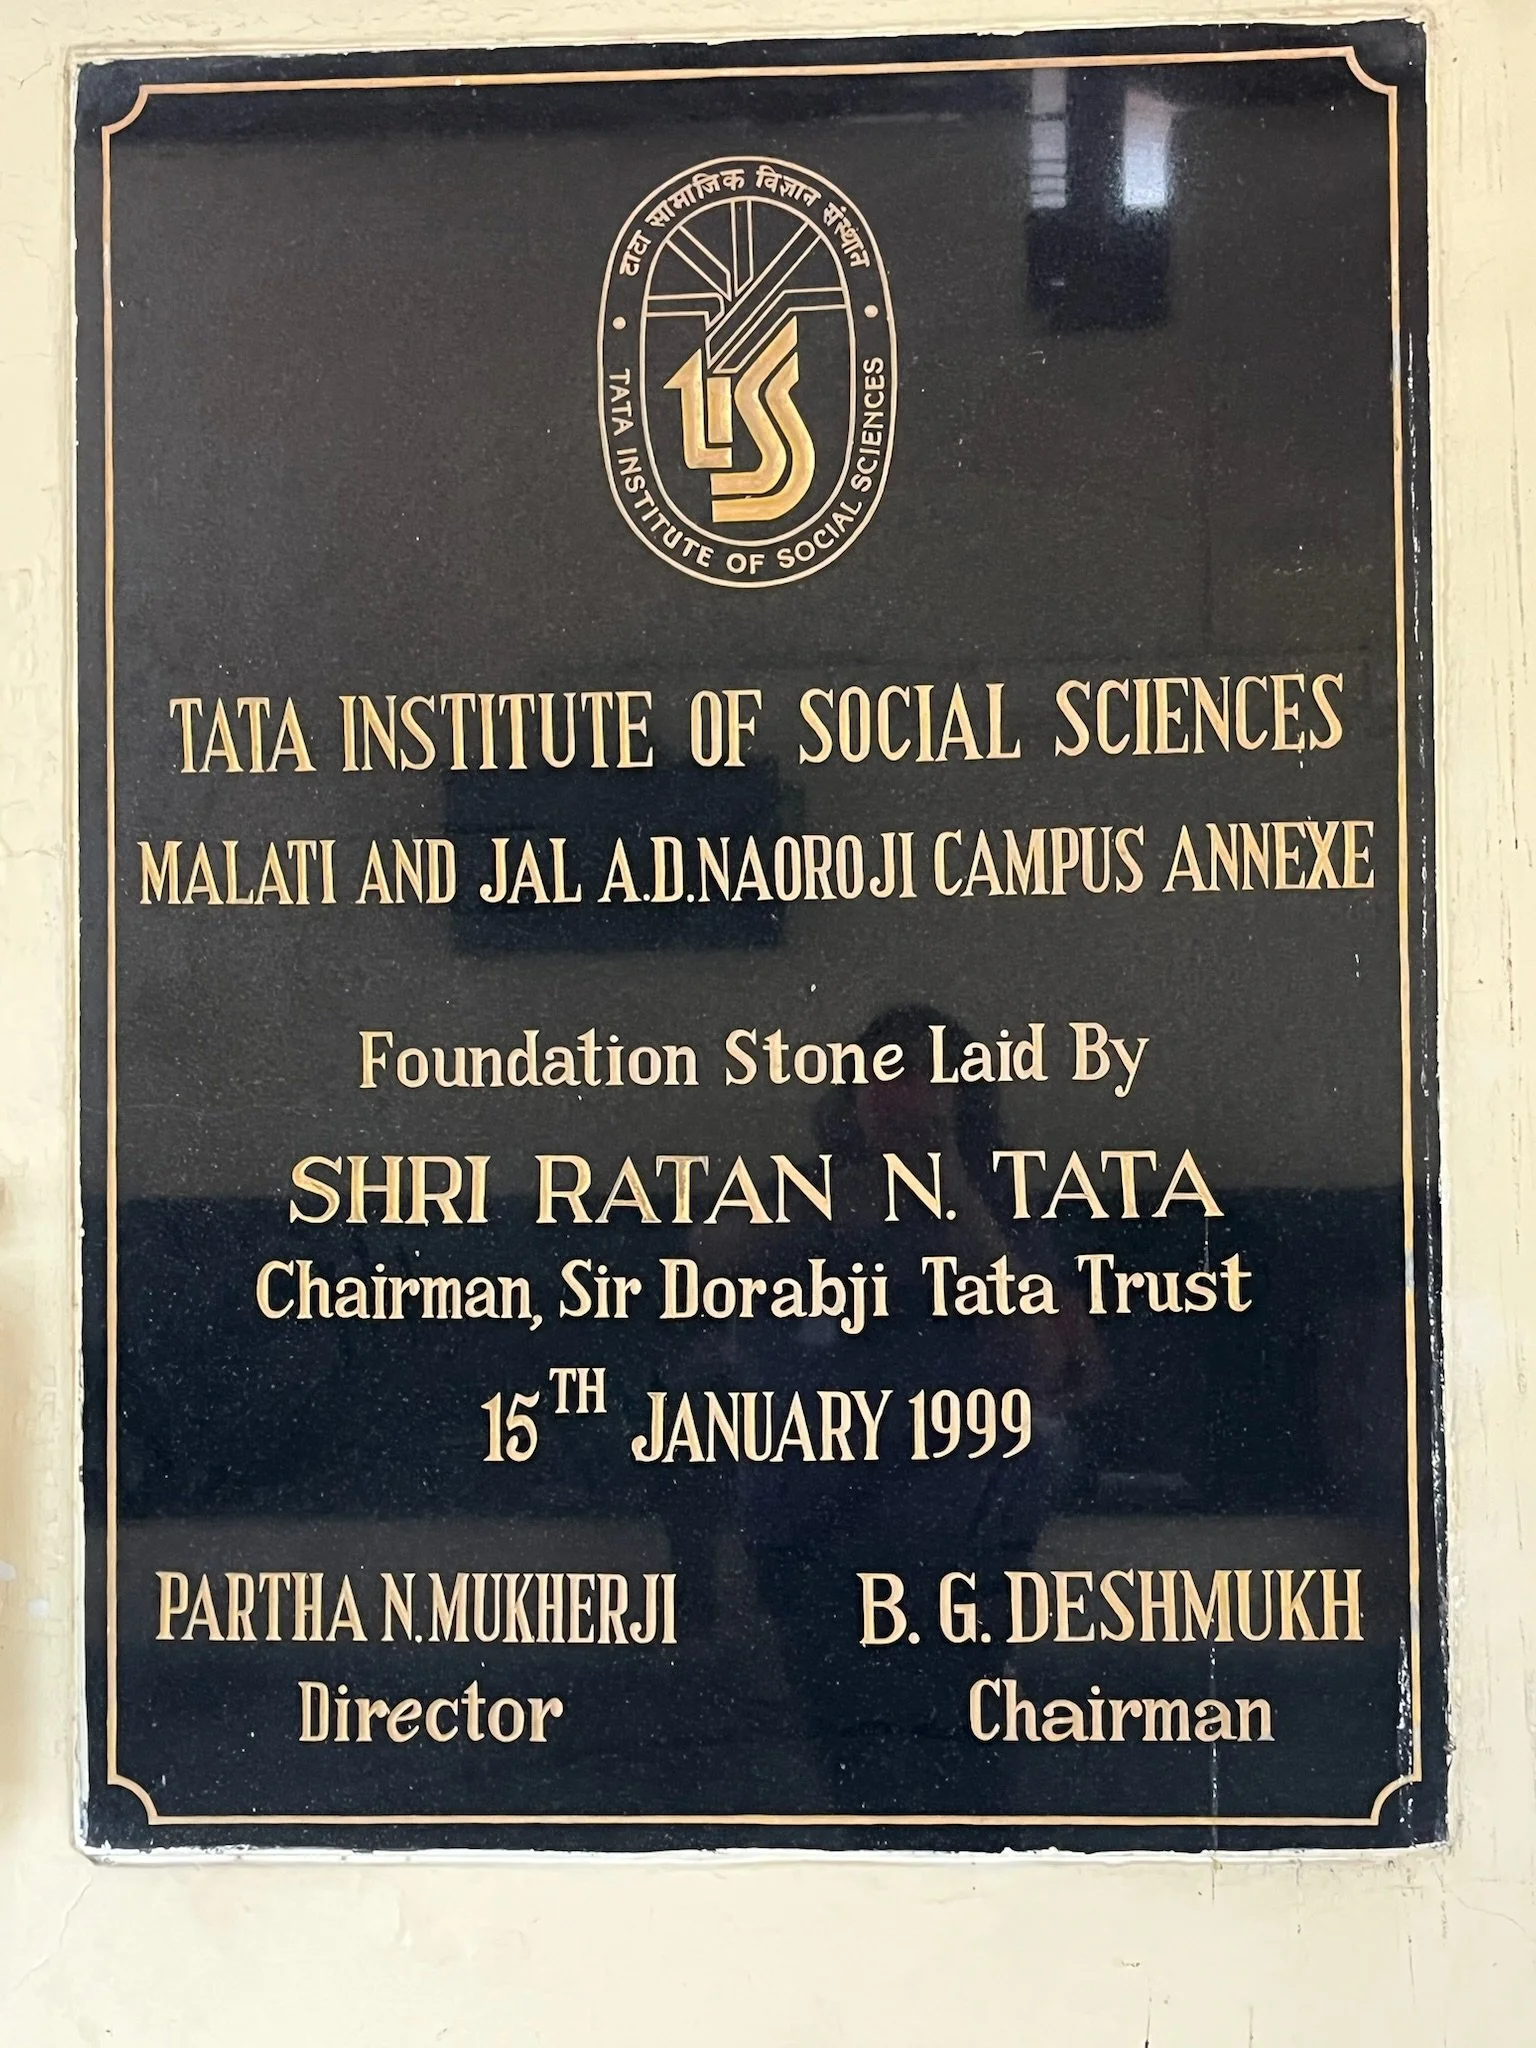 टाटा सामाजिक विज्ञान संस्थान
TATA INSTITUTE OF SOCIAL SCIENCES
TISS
TATA INSTITUTE OF SOCIAL SCIENCES
MALATI AND JAL A.D.NAOROJI CAMPUS ANNEXE
Foundation Stone Laid By
SHRI RATAN N. TATA
Chairman, Sir Dorabji Tata Trust
15TH JANUARY 1999
PARTHA N.MUKHERJI B. G. DESHMUKH
Director Chairman